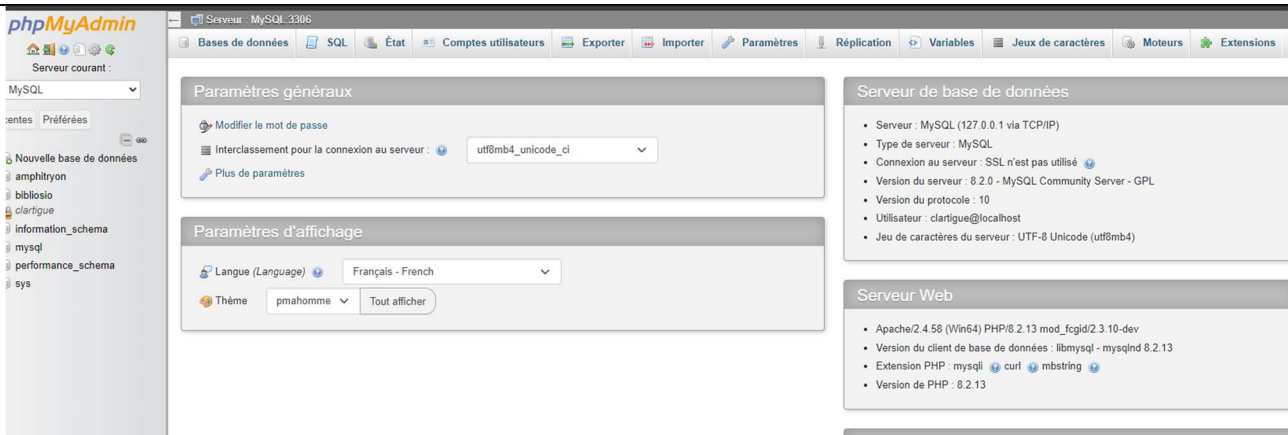 phpMyAdmin
Serveur courant :
MySQL
Préférées
Nouvelle base de données
amphitryon
bibliosio
clartigue
information_schema
mysql
performance_schema
sys
Serveur : MySQL:3306
Bases de données SQL État Comptes utilisateurs Exporter Importer Paramètres Réplication Variables Jeux de caractères Moteurs Extensions
Paramètres généraux
Modifier le mot de passe
Interclassement pour la connexion au serveur : utf8mb4_unicode_ci
Plus de paramètres
Paramètres d'affichage
Langue (Language) Français - French
Thème pmahomme Tout afficher
Serveur de base de données
Serveur : MySQL (127.0.0.1 via TCP/IP)
Type de serveur : MySQL
Connexion au serveur : SSL n'est pas utilisé
Version du serveur : 8.2.0 - MySQL Community Server - GPL
Version du protocole : 10
Utilisateur : clartigue@localhost
Jeu de caractères du serveur : UTF-8 Unicode (utf8mb4)
Serveur Web
Apache/2.4.58 (Win64) PHP/8.2.13 mod_fcgid/2.3.10-dev
Version du client de base de données : libmysql - mysqlnd 8.2.13
Extension PHP : mysqli curl mbstring
Version de PHP : 8.2.13